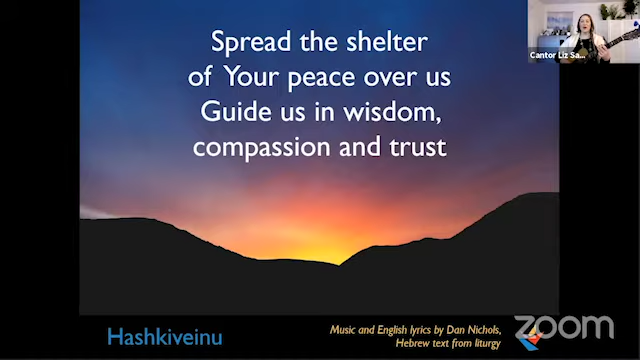 Spread the shelter
of Your peace over us
Guide us in wisdom,
compassion and trust
Cantor Liz Sa...
Hashkiveinu
Music and English lyrics by Dan Nichols,
Hebrew text from liturgy
zoom